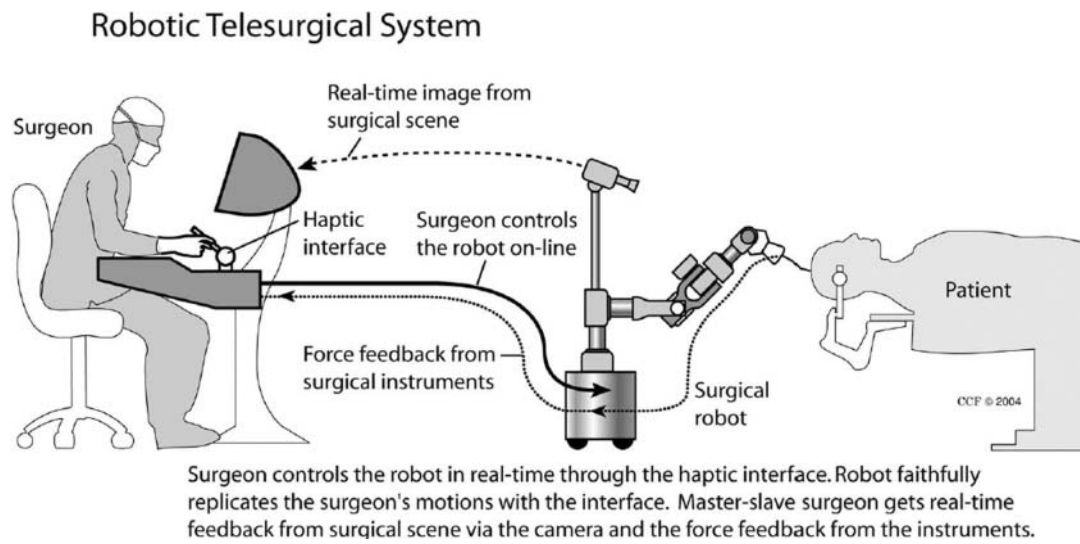 Robotic Telesurgical System
Real-time image from
surgical scene
Surgeon
Haptic
interface
Surgeon controls
the robot on-line
Patient
Force feedback from
surgical instruments
Surgical
robot
CCF © 2004
Surgeon controls the robot in real-time through the haptic interface. Robot faithfully
replicates the surgeon's motions with the interface. Master-slave surgeon gets real-time
feedback from surgical scene via the camera and the force feedback from the instruments.